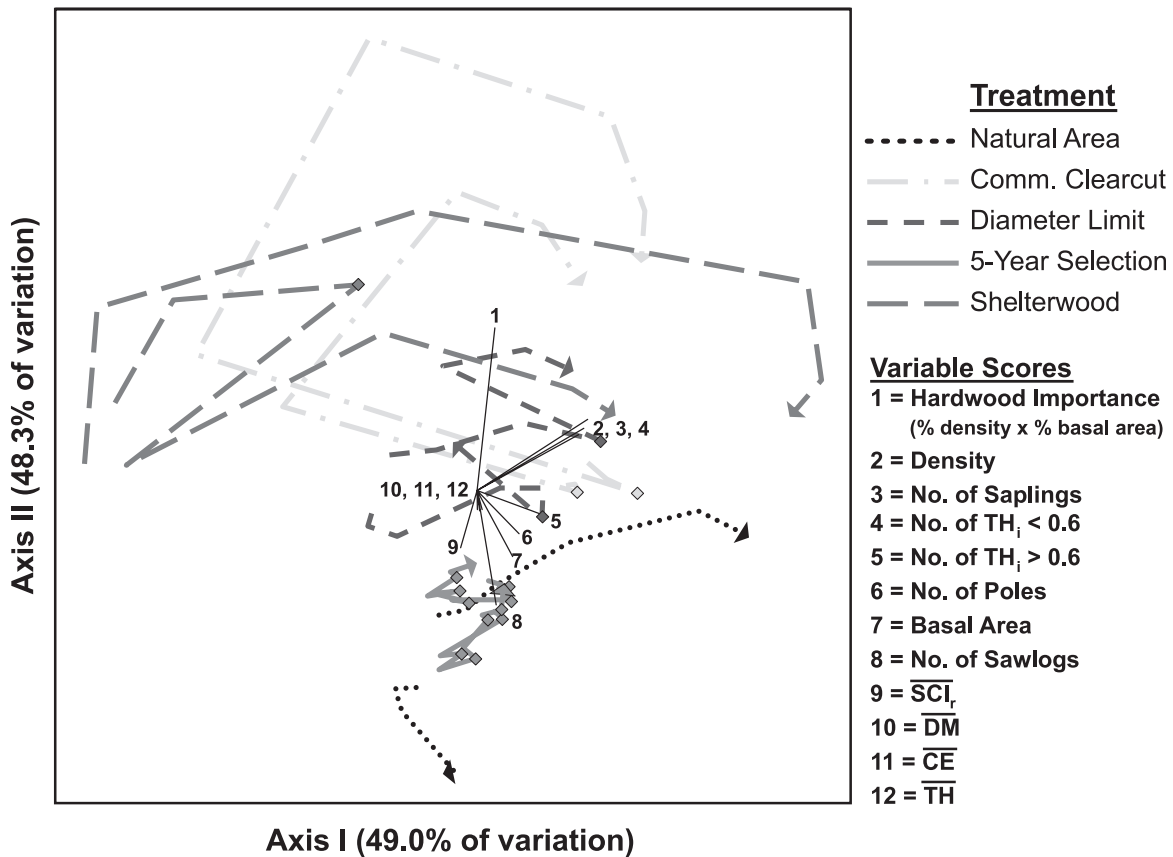 Axis II (48.3% of variation)
1
2, 3, 4
10, 11, 12
5
6
9
7
8
Axis I (49.0% of variation)
Treatment
Natural Area
Comm. Clearcut
Diameter Limit
5-Year Selection
Shelterwood
Variable Scores
1 = Hardwood Importance
(% density x % basal area)
2 = Density
3 = No. of Saplings
4 = No. of THi < 0.6
5 = No. of THi > 0.6
6 = No. of Poles
7 = Basal Area
8 = No. of Sawlogs
9 = SCIr
10 = DM
11 = CE
12 = TH